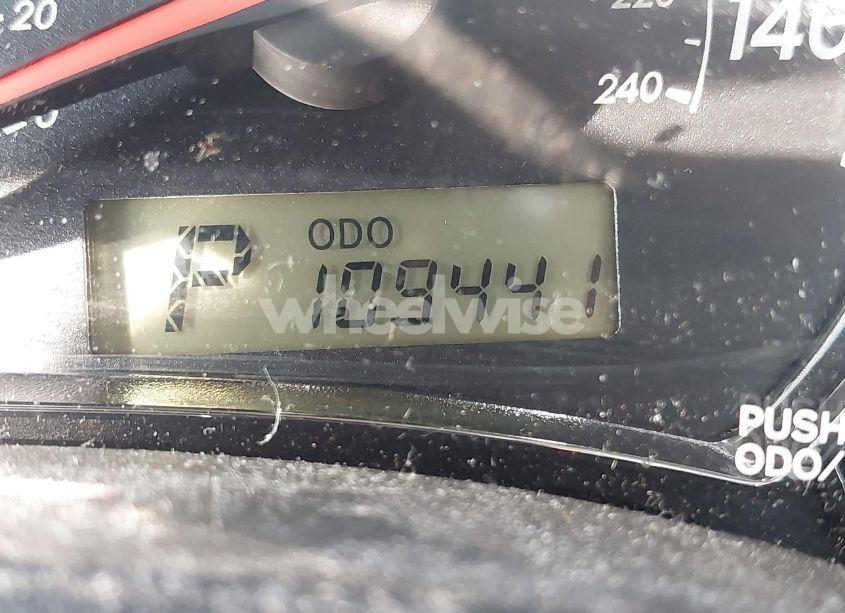 20
220
140
240
ODO
P 109441
wheelwise
PUSH
ODO/